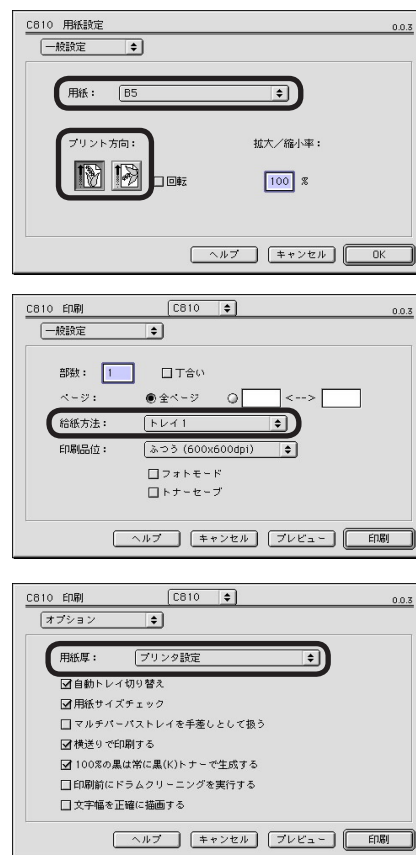 C810 用紙設定 0.0.3
一般設定
用紙： B5
プリント方向： 拡大／縮小率：
回転 100 %
ヘルプ キャンセル OK
C810 印刷 C810 0.0.3
一般設定
部数： 1 丁合い
ページ： 全ページ <-->
給紙方法： トレイ1
印刷品位： ふつう (600x600dpi)
フォトモード
トナーセーブ
ヘルプ キャンセル プレビュー 印刷
C810 印刷 C810 0.0.3
オプション
用紙厚： プリンタ設定
自動トレイ切り替え
用紙サイズチェック
マルチパーパストレイを手差しとして扱う
横送りで印刷する
100%の黒は常に黒(K)トナーで生成する
印刷前にドラムクリーニングを実行する
文字幅を正確に描画する
ヘルプ キャンセル プレビュー 印刷